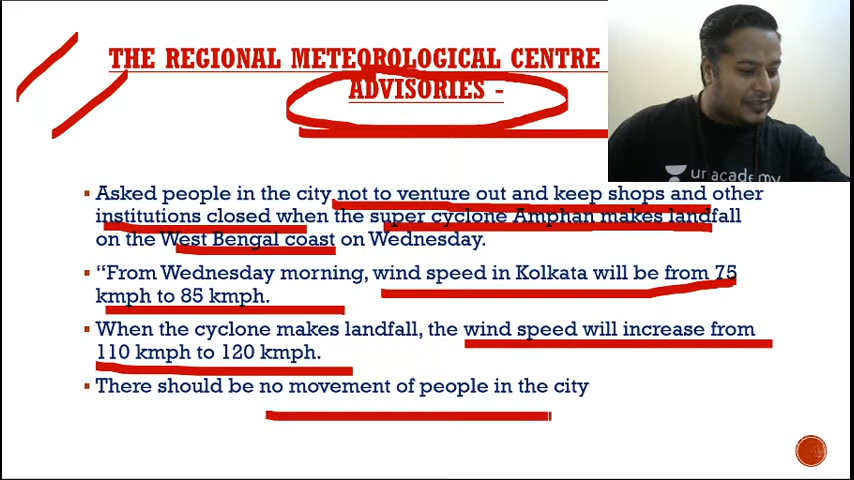 THE REGIONAL METEOROLOGICAL CENTRE
ADVISORIES -
▪ Asked people in the city not to venture out and keep shops and other
institutions closed when the super cyclone Amphan makes landfall
on the West Bengal coast on Wednesday.
▪ “From Wednesday morning, wind speed in Kolkata will be from 75
kmph to 85 kmph.
▪ When the cyclone makes landfall, the wind speed will increase from
110 kmph to 120 kmph.
▪ There should be no movement of people in the city
unacademy